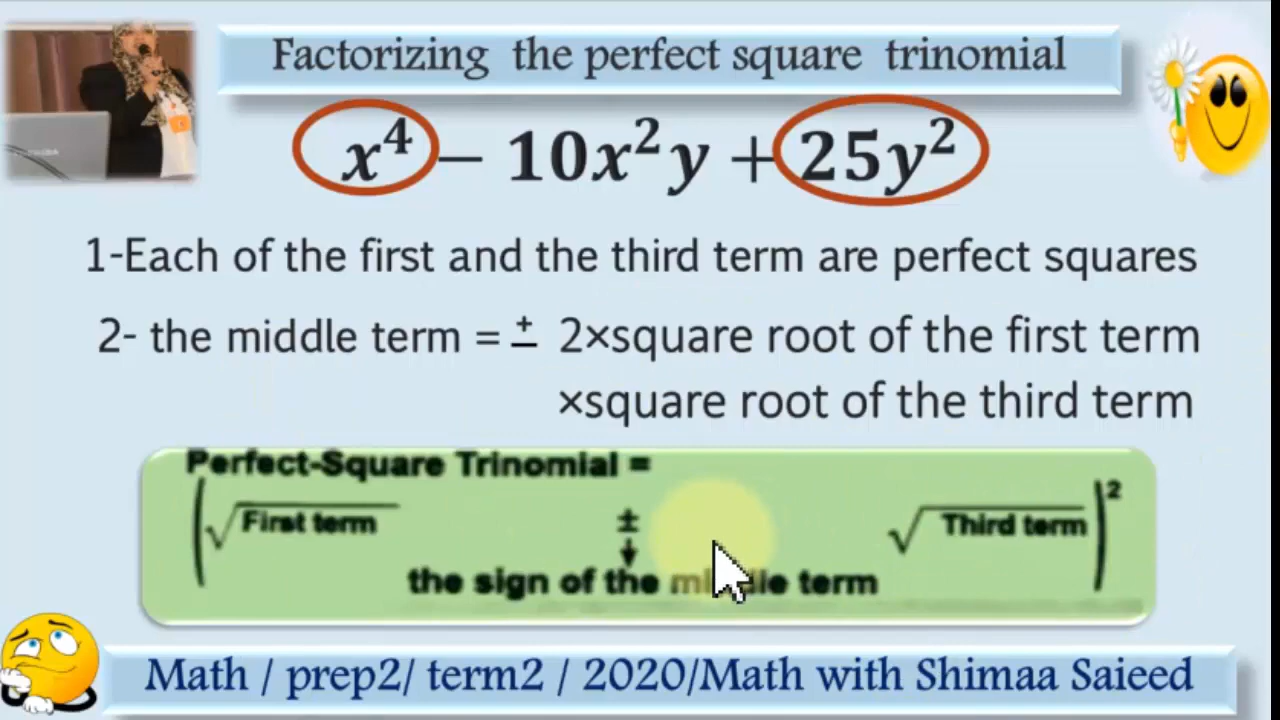 Factorizing the perfect square trinomial
x⁴ − 10x²y + 25y²
1-Each of the first and the third term are perfect squares
2- the middle term = ± 2×square root of the first term
×square root of the third term
Perfect-Square Trinomial =
(√First term ± √Third term)²
the sign of the middle term
Math / prep2/ term2 / 2020/Math with Shimaa Saieed